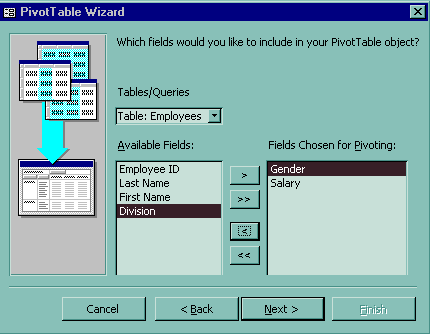 PivotTable Wizard
Which fields would you like to include in your PivotTable object?
Tables/Queries
Table: Employees
Available Fields:
Employee ID
Last Name
First Name
Division
>
>>
<
<<
Fields Chosen for Pivoting:
Gender
Salary
Cancel
< Back
Next >
Finish